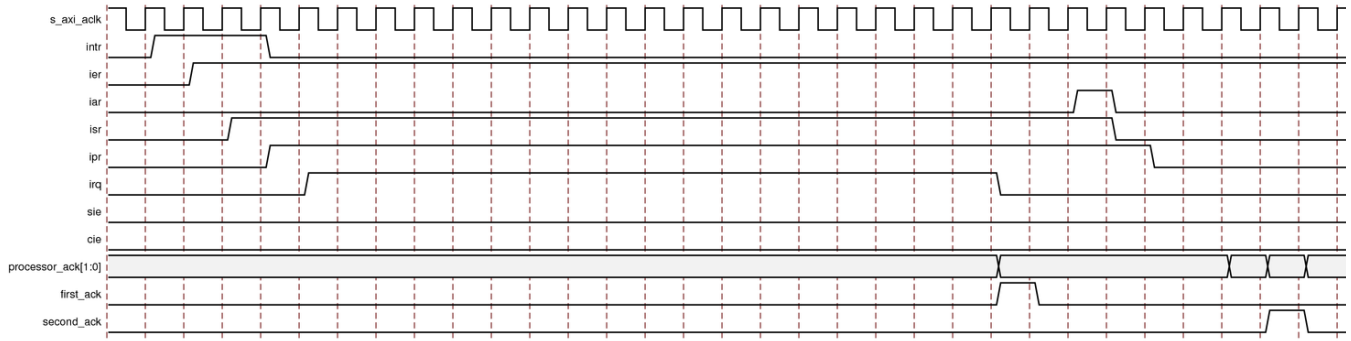 s_axi_aclk
intr
ier
iar
isr
ipr
irq
sie
cie
processor_ack[1:0]
first_ack
second_ack